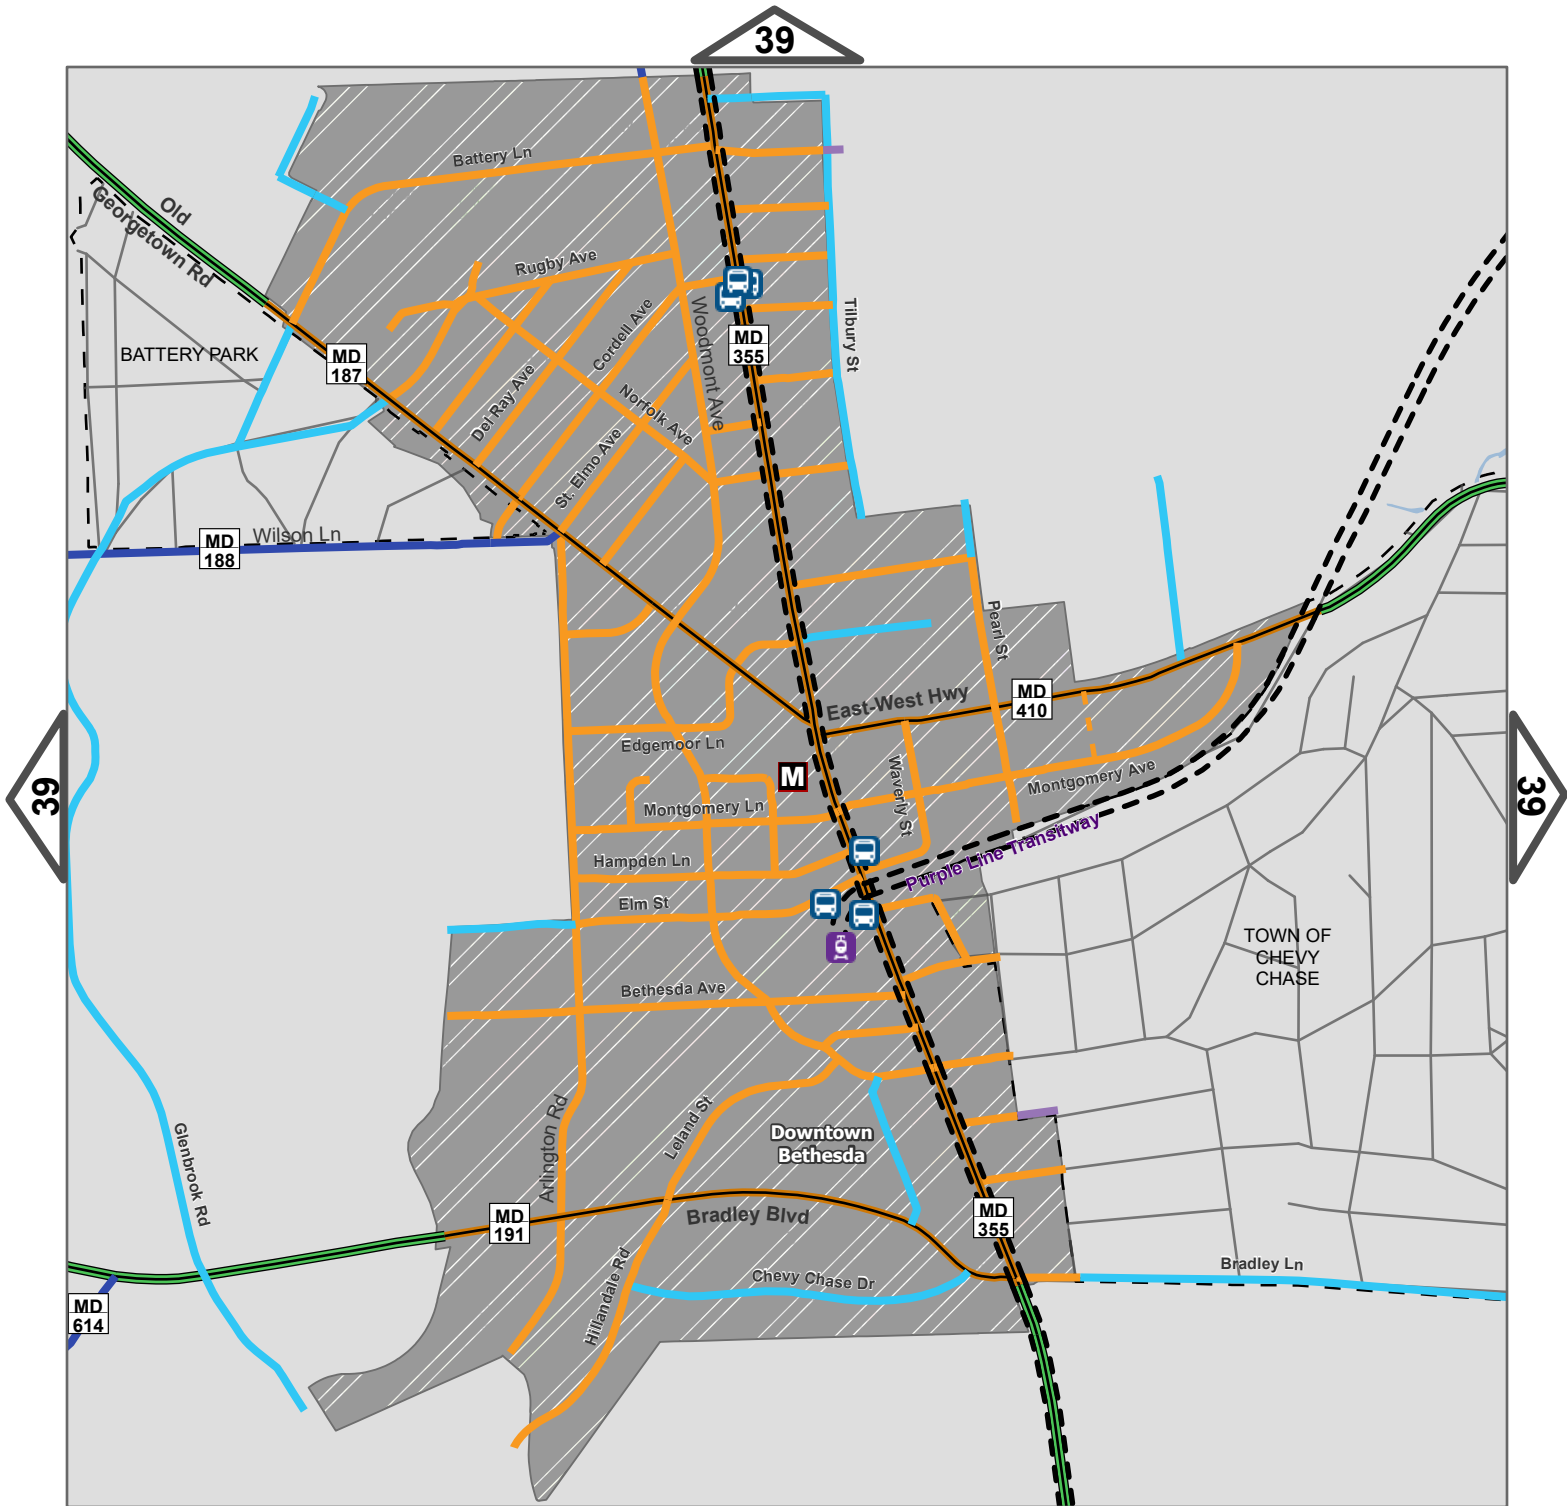 39
Battery Ln
Old
Georgetown Rd
Rugby Ave
Cordell Ave
Woodmont Ave
Tilbury St
MD
355
BATTERY PARK
MD
187
Del Ray Ave
Norfolk Ave
St. Elmo Ave
Wilson Ln
MD
188
Pearl St
East-West Hwy
MD
410
Edgemoor Ln
M
Waverly St
Montgomery Ave
Montgomery Ln
39
39
Hampden Ln
Purple Line Transitway
Elm St
TOWN OF
CHEVY
CHASE
Bethesda Ave
Arlington Rd
Leland St
Downtown
Bethesda
Glenbrook Rd
MD
191
Bradley Blvd
MD
355
Hillandale Rd
Chevy Chase Dr
Bradley Ln
MD
614